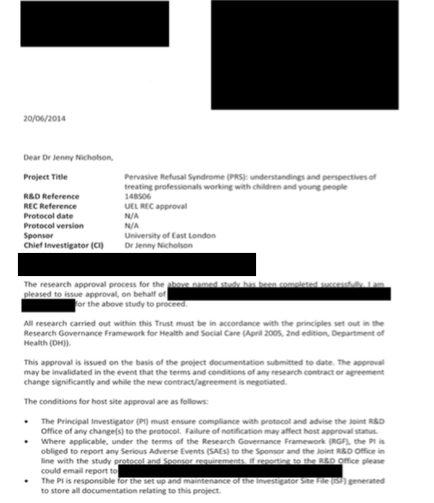 20/06/2014
Dear Dr Jenny Nicholson,
Project Title Pervasive Refusal Syndrome (PRS): understandings and perspectives of
treating professionals working with children and young people
R&D Reference 14BS06
REC Reference UEL REC approval
Protocol date N/A
Protocol version N/A
Sponsor University of East London
Chief Investigator (CI) Dr Jenny Nicholson
The research approval process for the above named study has been completed successfully. I am
pleased to issue approval, on behalf of
for the above study to proceed.
All research carried out within this Trust must be in accordance with the principles set out in the
Research Governance Framework for Health and Social Care (April 2005, 2nd edition, Department of
Health (DH)).
This approval is issued on the basis of the project documentation submitted to date. The approval
may be invalidated in the event that the terms and conditions of any research contract or agreement
change significantly and while the new contract/agreement is negotiated.
The conditions for host site approval are as follows:
• The Principal Investigator (PI) must ensure compliance with protocol and advise the Joint R&D
Office of any change(s) to the protocol. Failure of notification may affect host approval status.
• Where applicable, under the terms of the Research Governance Framework (RGF), the PI is
obliged to report any Serious Adverse Events (SAEs) to the Sponsor and the Joint R&D Office in
line with the study protocol and Sponsor requirements. If reporting to the R&D Office please
could email report to
• The PI is responsible for the set up and maintenance of the Investigator Site File (ISF) generated
to store all documentation relating to this project.